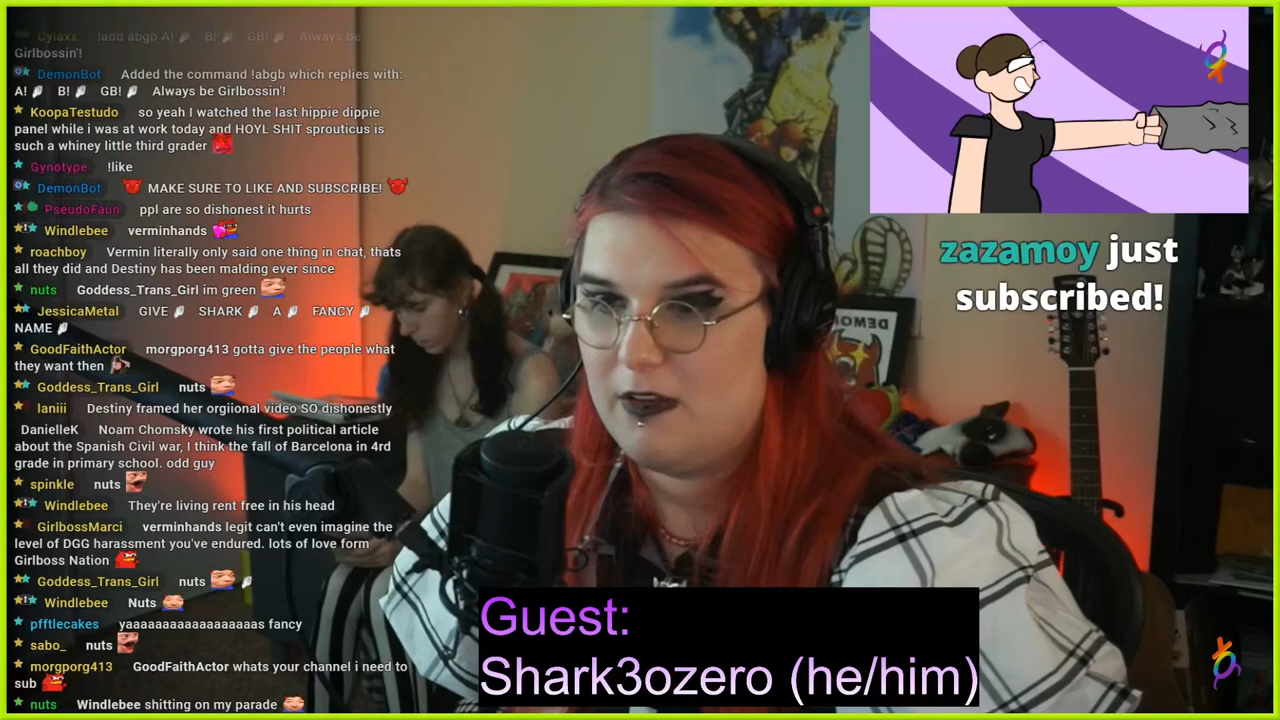 Cylaxx !add abgb A! B! GB! Always be
Girlbossin'!
DemonBot Added the command !abgb which replies with:
A! B! GB! Always be Girlbossin'!
KoopaTestudo so yeah I watched the last hippie dippie
panel while i was at work today and HOYL SHIT sprouticus is
such a whiney little third grader
Gynotype !like
DemonBot MAKE SURE TO LIKE AND SUBSCRIBE!
PseudoFaun ppl are so dishonest it hurts
Windlebee verminhands
roachboy Vermin literally only said one thing in chat, thats
all they did and Destiny has been malding ever since
nuts Goddess_Trans_Girl im green
JessicaMetal GIVE SHARK A FANCY
NAME
GoodFaithActor morgporg413 gotta give the people what
they want then
Goddess_Trans_Girl nuts
laniii Destiny framed her orgiional video SO dishonestly
DanielleK Noam Chomsky wrote his first political article
about the Spanish Civil war, I think the fall of Barcelona in 4rd
grade in primary school. odd guy
spinkle nuts
Windlebee They're living rent free in his head
GirlbossMarci verminhands legit can't even imagine the
level of DGG harassment you've endured. lots of love form
Girlboss Nation
Goddess_Trans_Girl nuts
Windlebee Nuts
pfftlecakes yaaaaaaaaaaaaaaaaas fancy
sabo_ nuts
morgporg413 GoodFaithActor whats your channel i need to
sub
nuts Windlebee shitting on my parade
zazamoy just
subscribed!
Guest:
Shark3ozero (he/him)